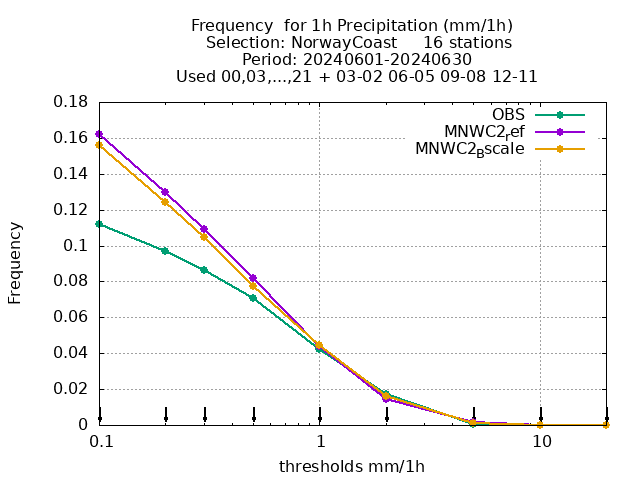 Frequency  for 1h Precipitation (mm/1h)
Selection: NorwayCoast     16 stations
Period: 20240601-20240630
Used 00,03,...,21 + 03-02 06-05 09-08 12-11
0.18
0.16
0.14
0.12
0.1
0.08
0.06
0.04
0.02
0
Frequency
OBS
MNWC2ref
MNWC2Bscale
0.1 1 10
thresholds mm/1h